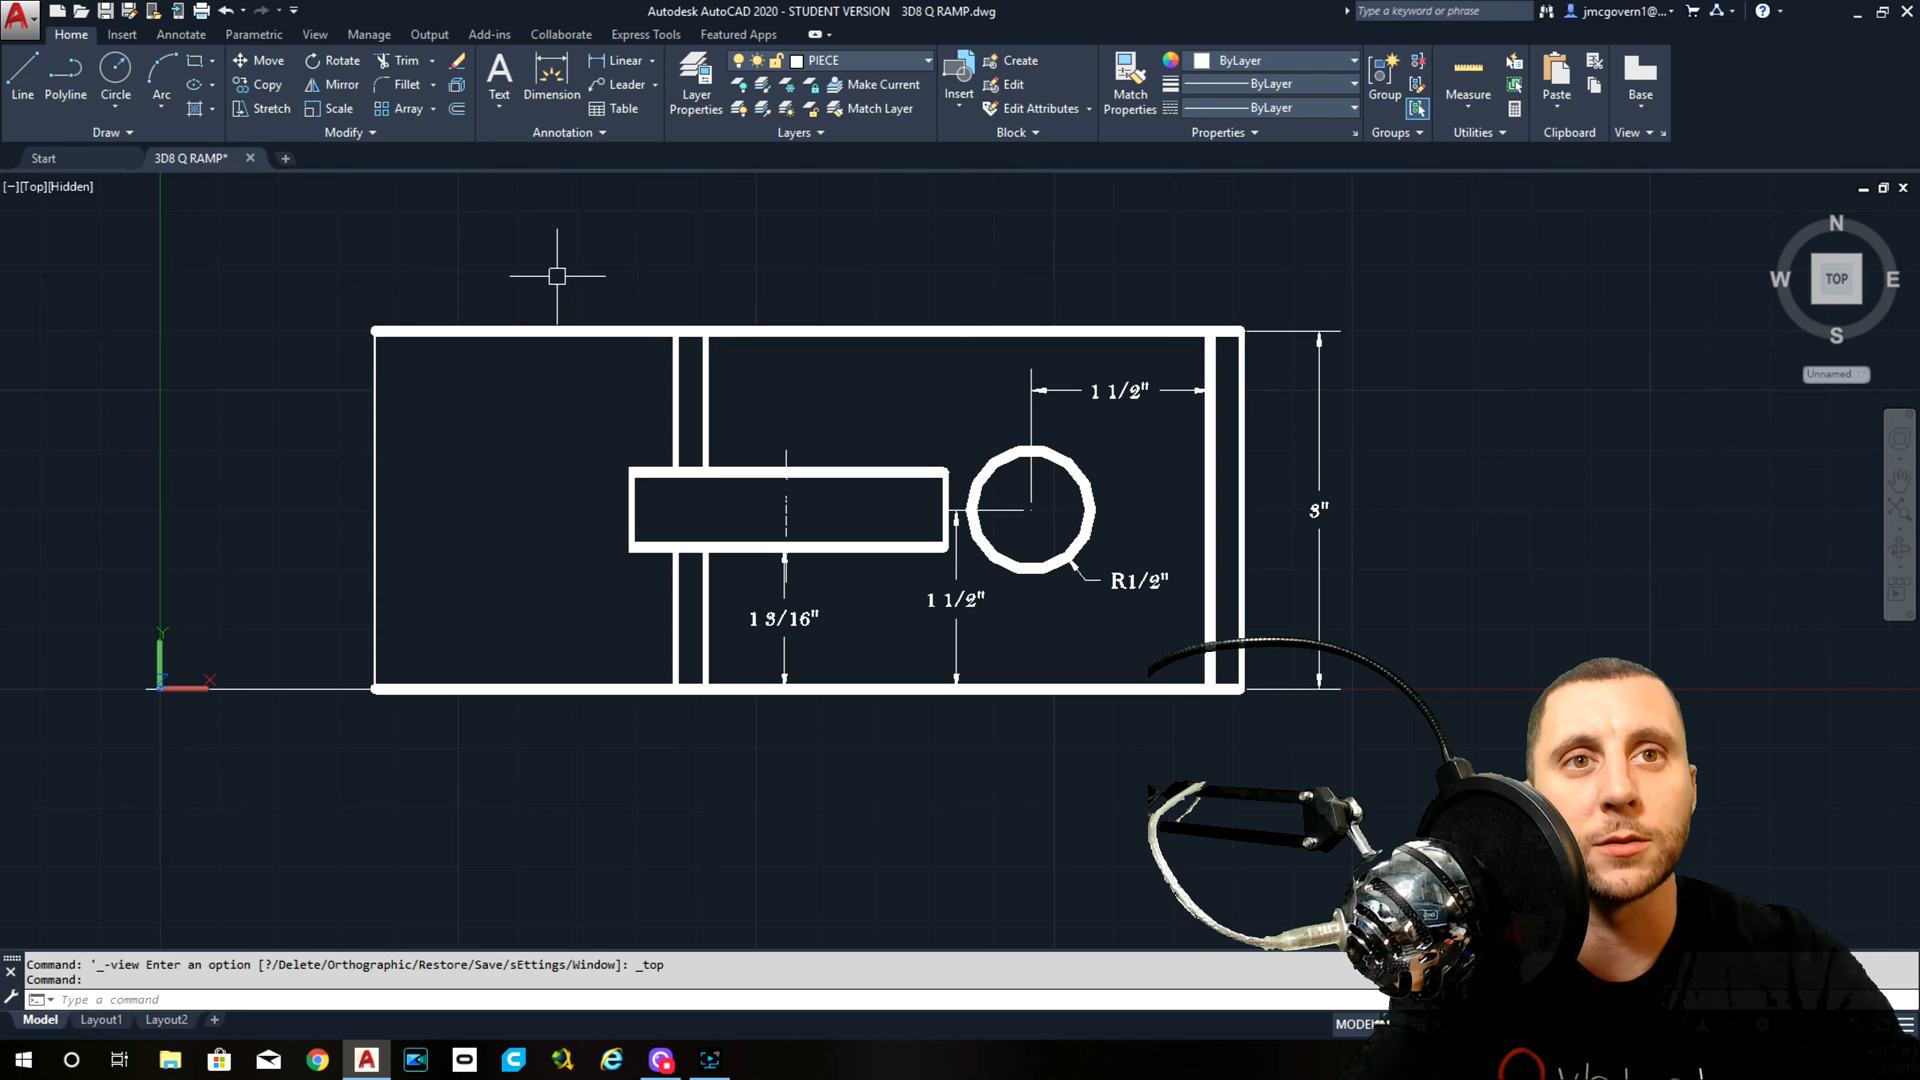 Autodesk AutoCAD 2020 - STUDENT VERSION 3D8 Q RAMP.dwg
Type a keyword or phrase
jmcgovern1@...
Home Insert Annotate Parametric View Manage Output Add-ins Collaborate Express Tools Featured Apps
Line Polyline Circle Arc
Move Rotate Trim
Copy Mirror Fillet
Stretch Scale Array
Text Dimension
Linear
Leader
Table
Layer Properties
PIECE
Make Current
Match Layer
Insert
Create
Edit
Edit Attributes
Match Properties
ByLayer
ByLayer
ByLayer
Group
Measure
Paste
Base
Draw Modify Annotation Layers Block Properties Groups Utilities Clipboard View
Start 3D8 Q RAMP*
[−][Top][Hidden]
N
W TOP E
S
Unnamed
1 1/2"
3"
R1/2"
1 1/2"
1 3/16"
Y
X
Command: '_-view Enter an option [?/Delete/Orthographic/Restore/Save/sEttings/Window]: _top
Command:
Type a command
Model Layout1 Layout2
MODEL